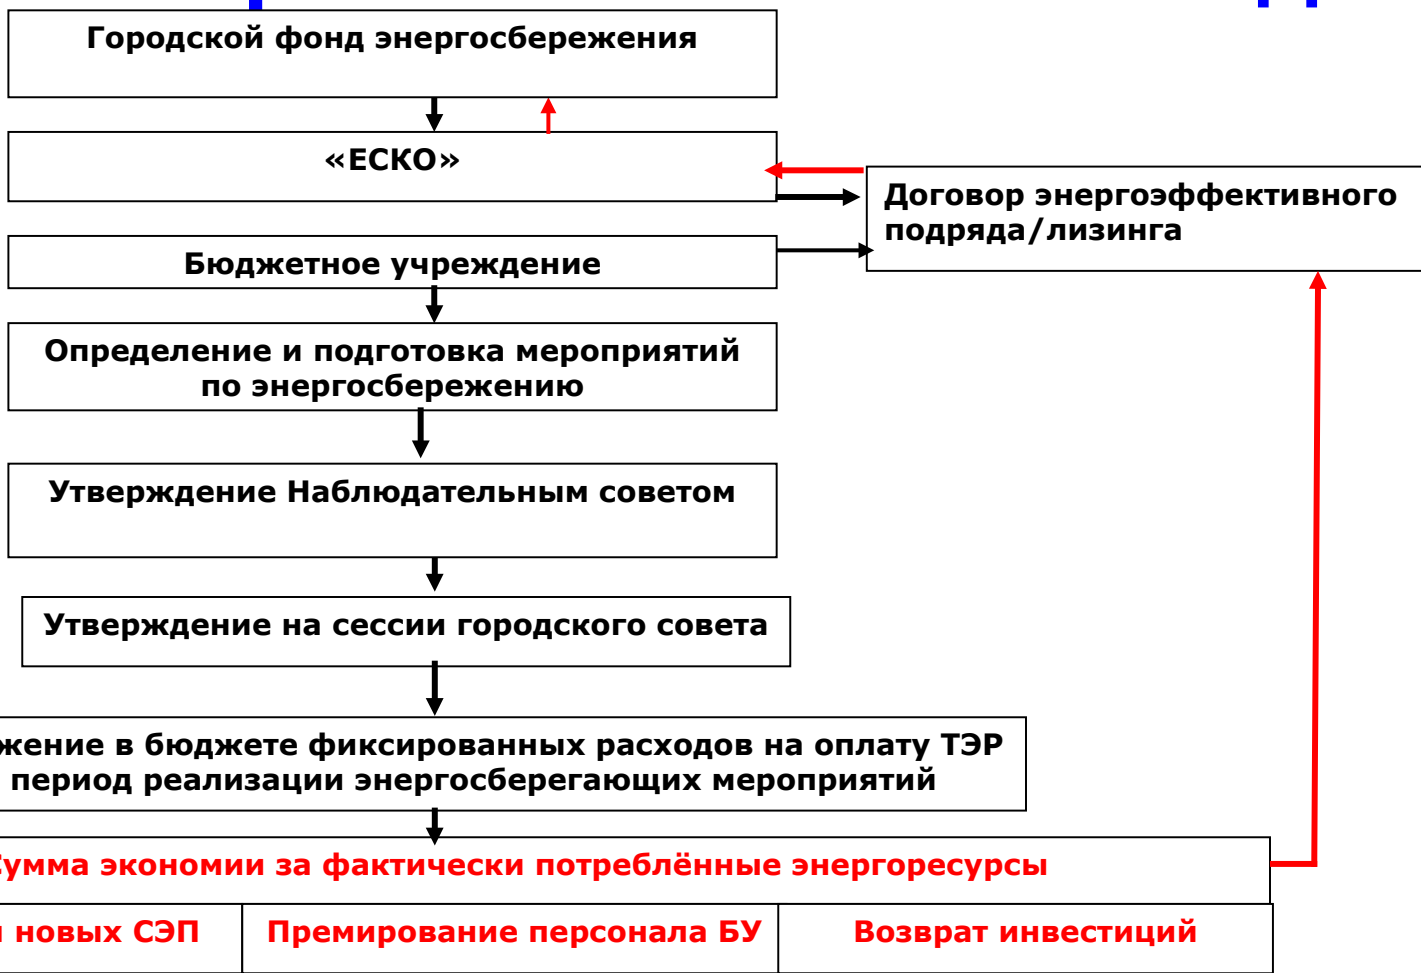 Городской фонд энергосбережения
«ЕСКО»
Договор энергоэффективного
подряда/лизинга
Бюджетное учреждение
Определение и подготовка мероприятий
по энергосбережению
Утверждение Наблюдательным советом
Утверждение на сессии городского совета
в бюджете фиксированных расходов на оплату ТЭР
период реализации энергосберегающих мероприятий
Сумма экономии за фактически потреблённые энергоресурсы
новых СЭП
Премирование персонала БУ
Возврат инвестиций